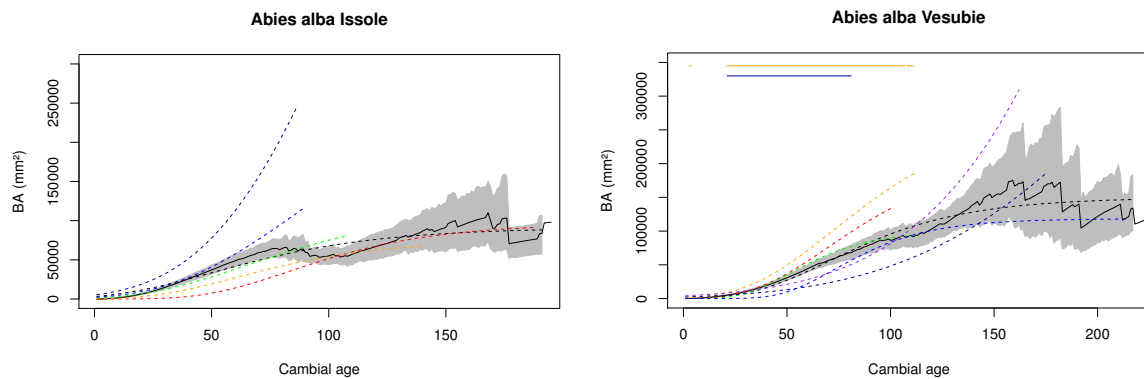 Abies alba Issole
BA (mm²)
0
50000
150000
250000
0 50 100 150
Cambial age
Abies alba Vesubie
BA (mm²)
0
100000
200000
300000
0 50 100 150 200
Cambial age